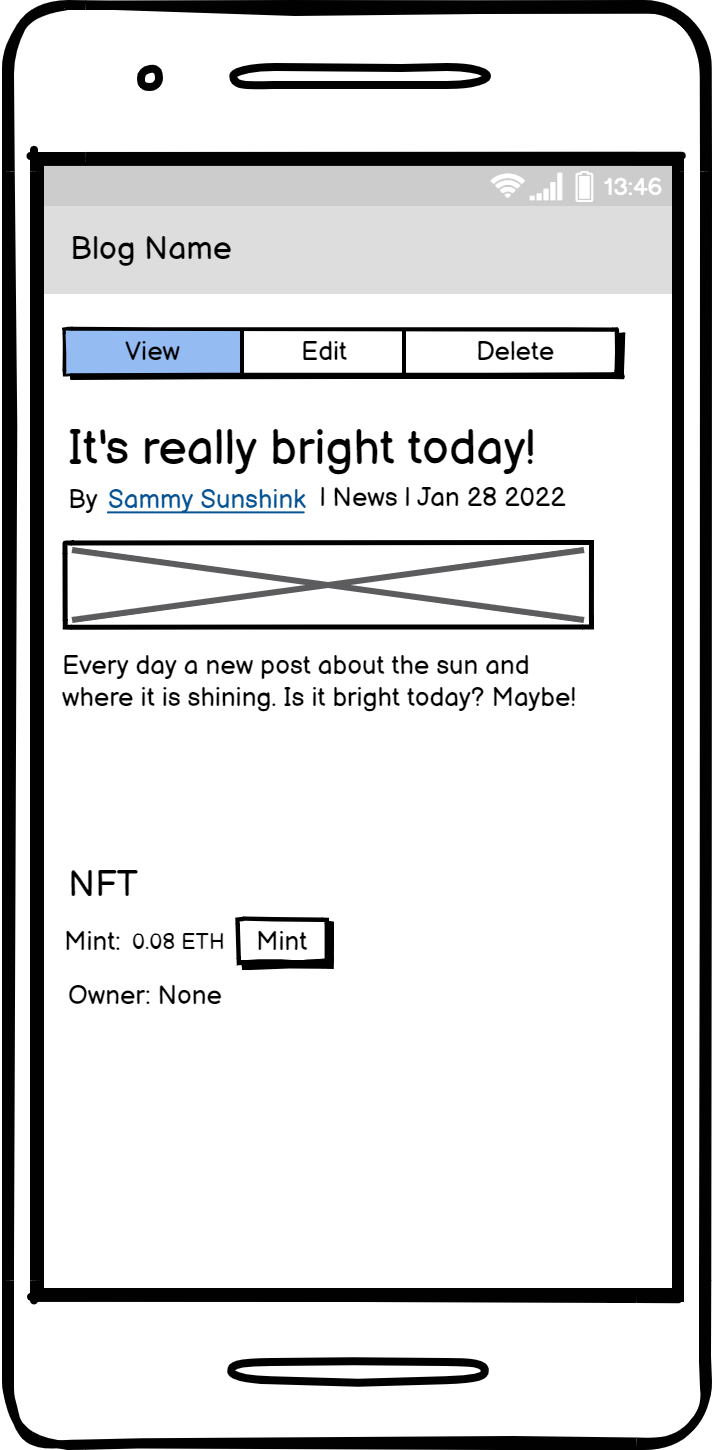 13:46
Blog Name
View Edit Delete
It's really bright today!
By Sammy Sunshink | News | Jan 28 2022
Every day a new post about the sun and
where it is shining. Is it bright today? Maybe!
NFT
Mint: 0.08 ETH Mint
Owner: None